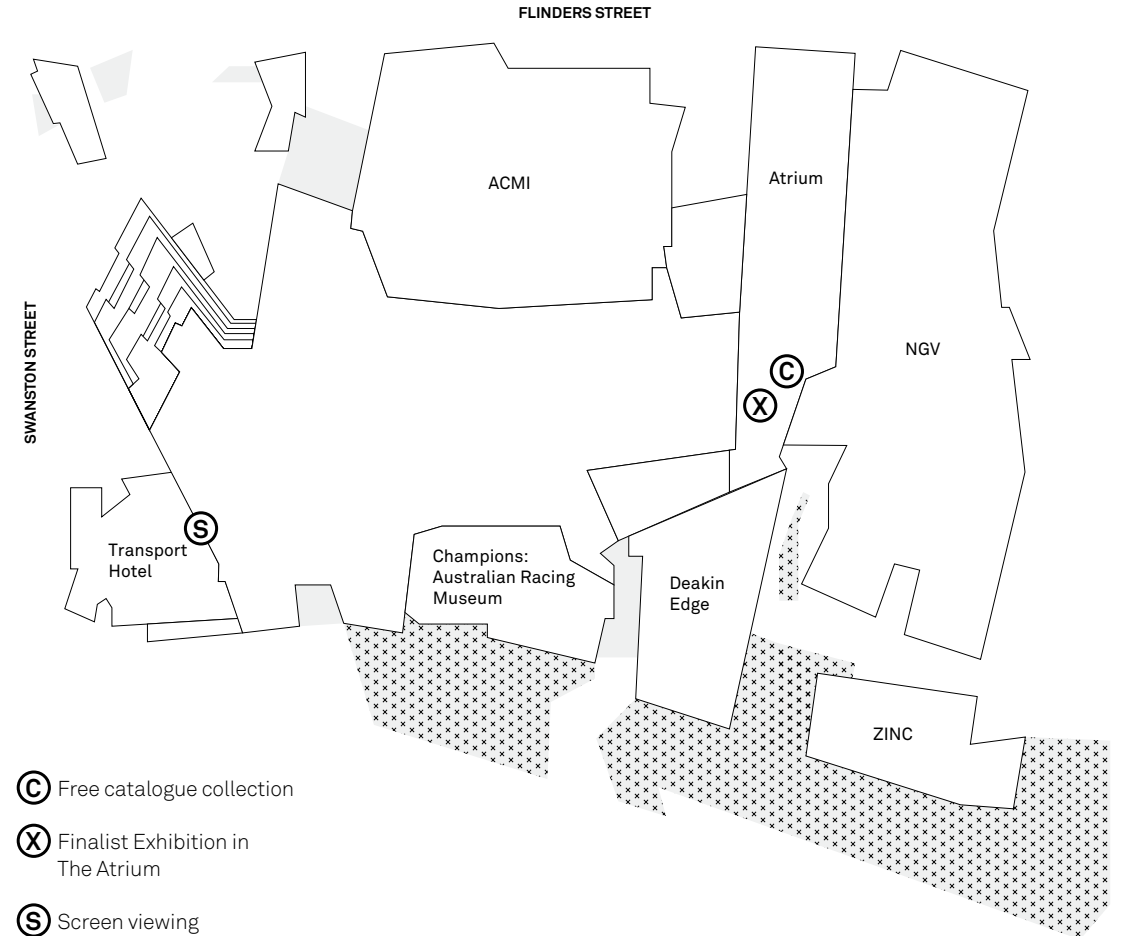 FLINDERS STREET
SWANSTON STREET
ACMI
Atrium
NGV
C
X
S
Transport
Hotel
Champions:
Australian Racing
Museum
Deakin
Edge
ZINC
C Free catalogue collection
X Finalist Exhibition in
The Atrium
S Screen viewing